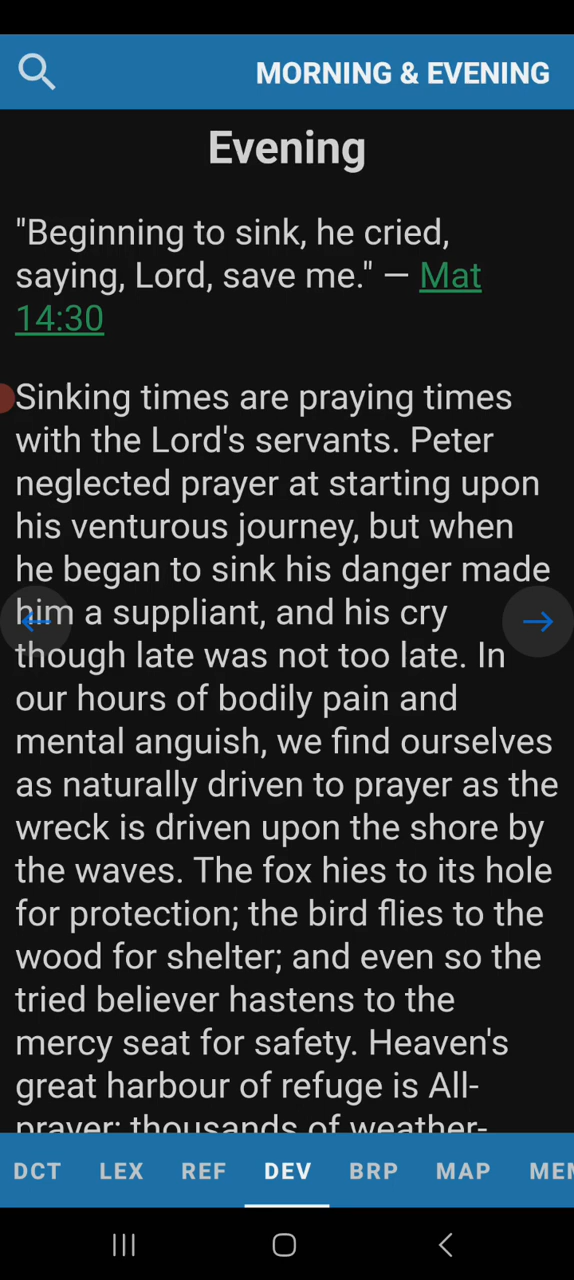 MORNING & EVENING
Evening
"Beginning to sink, he cried,
saying, Lord, save me." — Mat
14:30
Sinking times are praying times
with the Lord's servants. Peter
neglected prayer at starting upon
his venturous journey, but when
he began to sink his danger made
him a suppliant, and his cry
though late was not too late. In
our hours of bodily pain and
mental anguish, we find ourselves
as naturally driven to prayer as the
wreck is driven upon the shore by
the waves. The fox hies to its hole
for protection; the bird flies to the
wood for shelter; and even so the
tried believer hastens to the
mercy seat for safety. Heaven's
great harbour of refuge is All-
prayer; thousands of weather-
DCT LEX REF DEV BRP MAP MEM